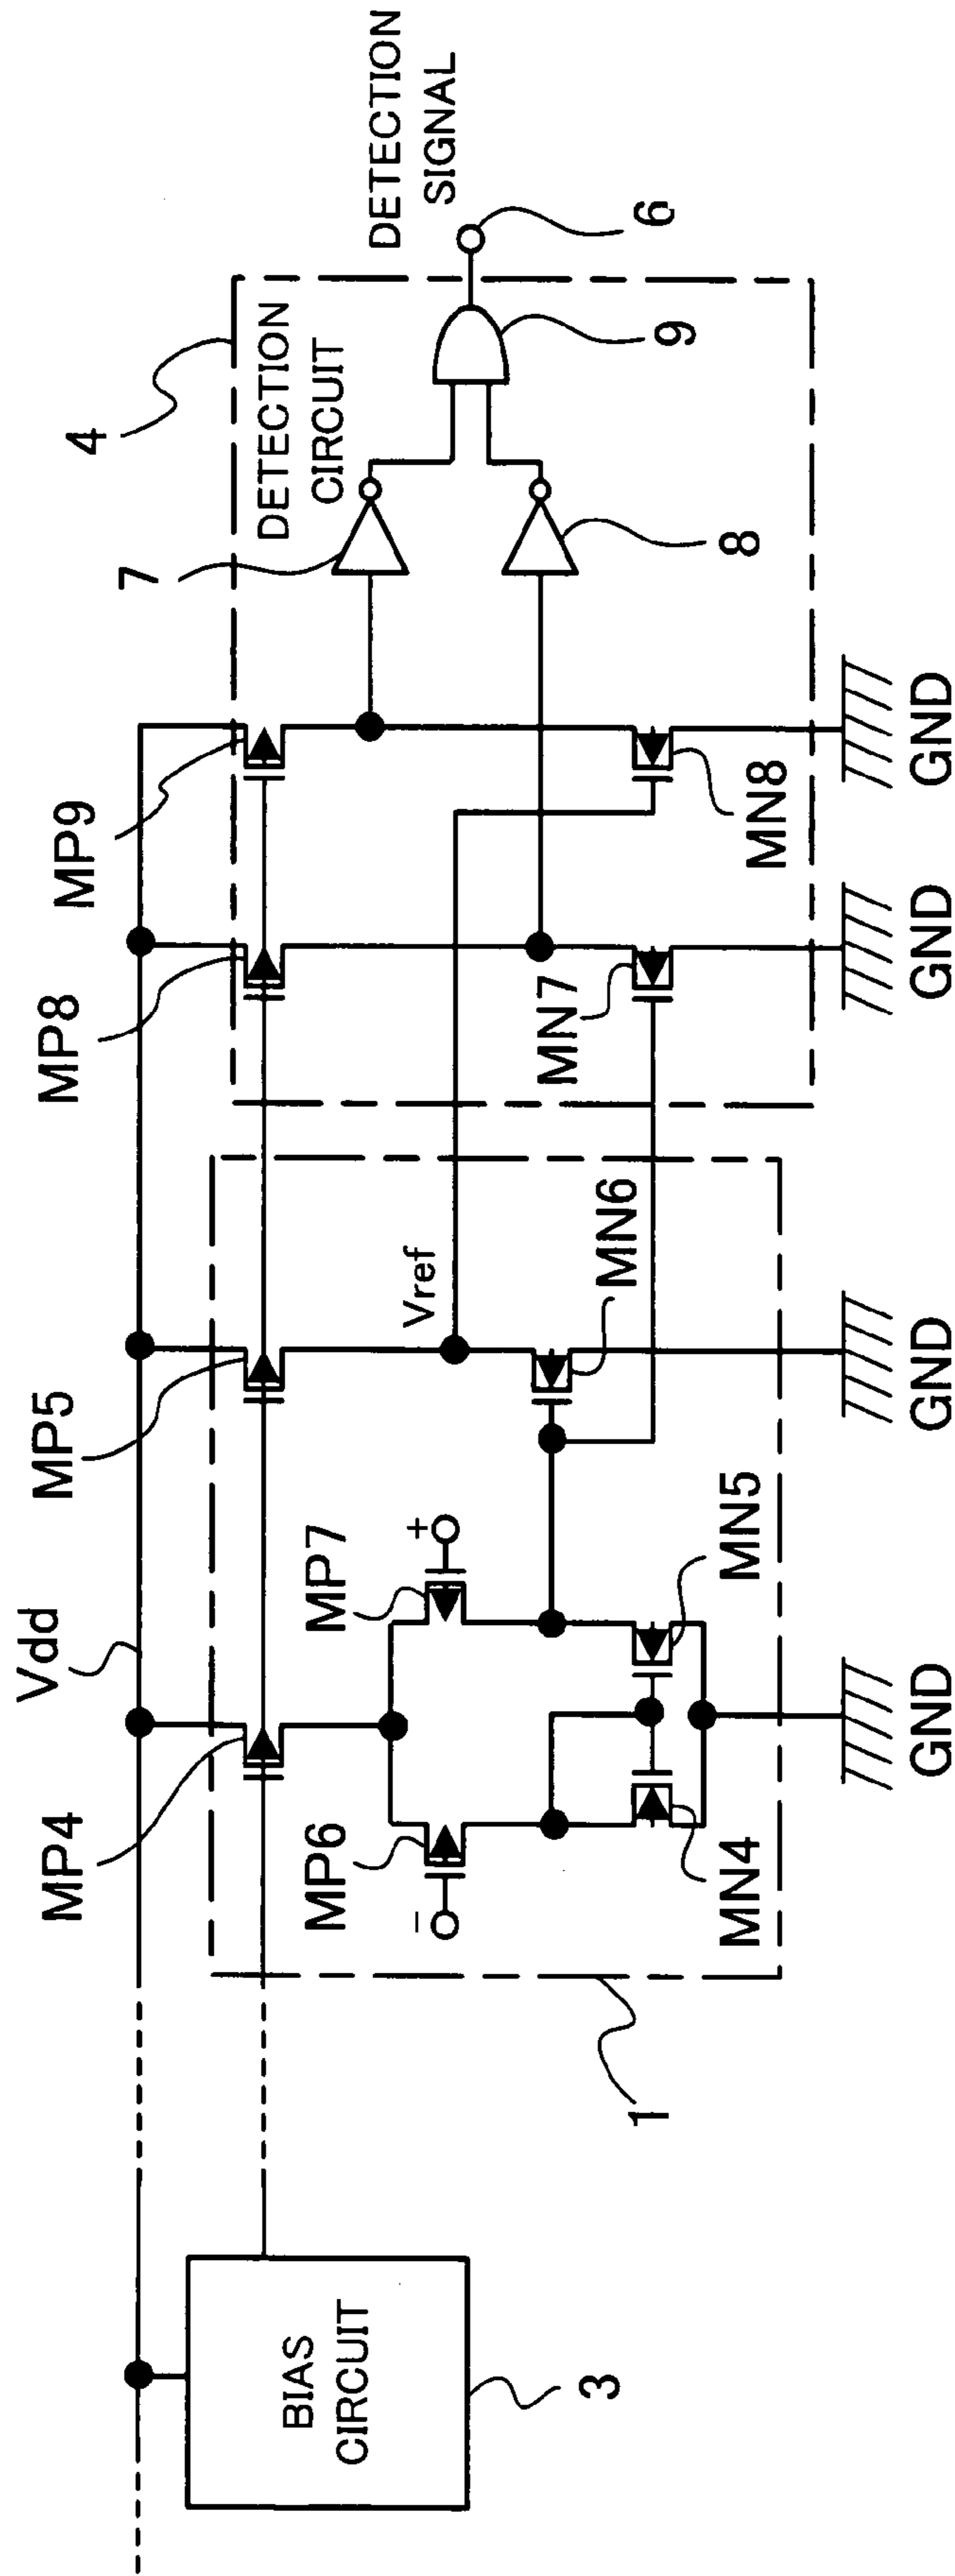 DETECTION
SIGNAL
6
4
DETECTION
CIRCUIT
7
8
9
MP9
MP8
MN8
MN7
GND
GND
Vdd
MP5
MP4
Vref
MN6
MP7
+
MP6
−
MN5
MN4
GND
GND
1
BIAS
CIRCUIT
3